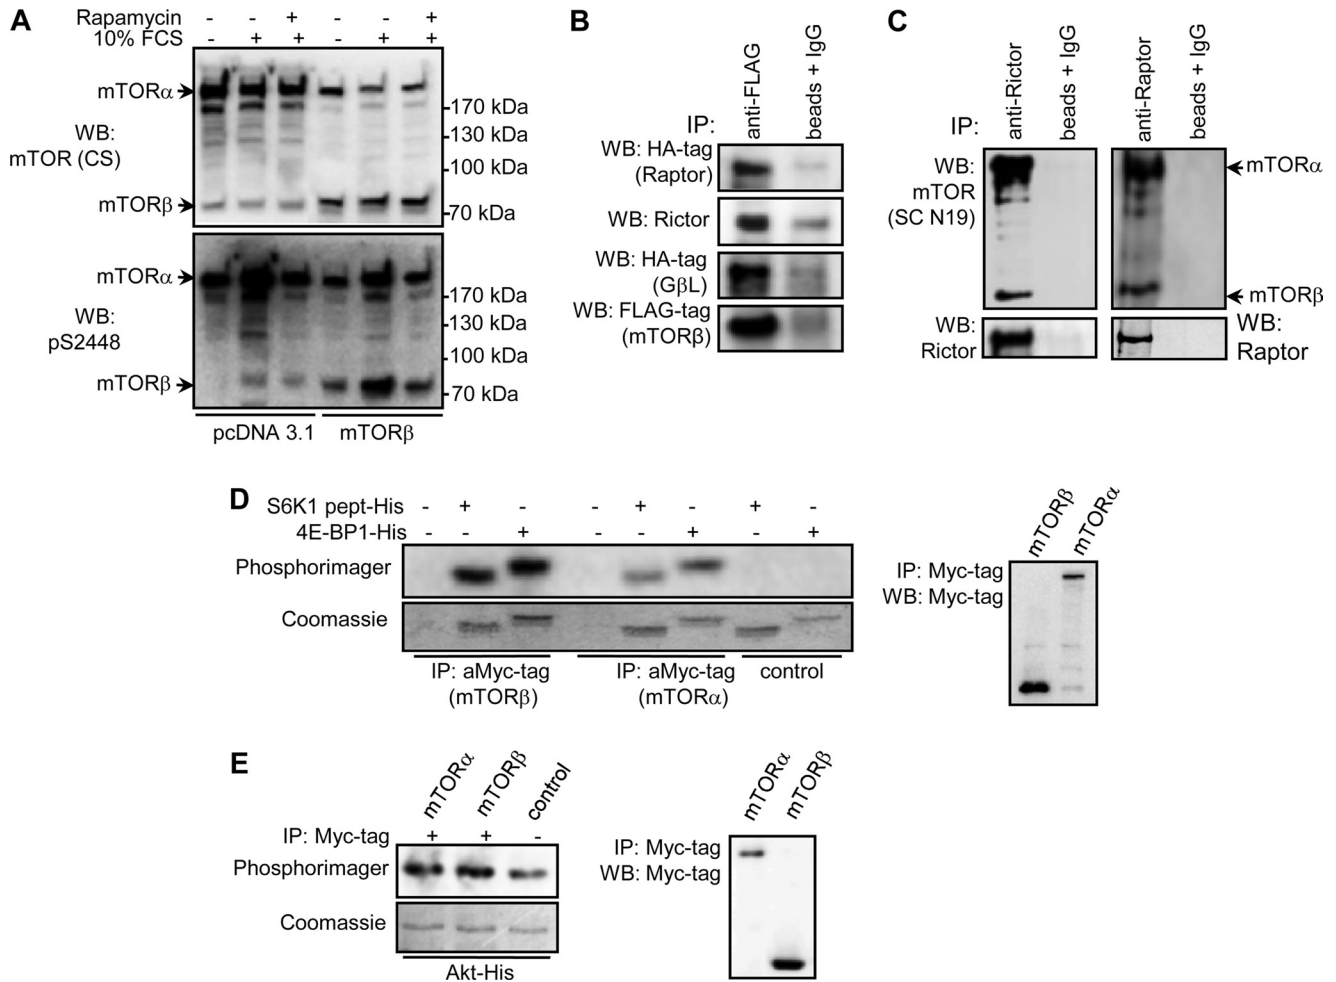 A
Rapamycin - - + - - +
10% FCS - + + - + +
mTORα
WB:
mTOR (CS)
mTORβ
170 kDa
130 kDa
100 kDa
70 kDa
mTORα
WB:
pS2448
mTORβ
170 kDa
130 kDa
100 kDa
70 kDa
pcDNA 3.1 mTORβ
B
IP: anti-FLAG beads + IgG
WB: HA-tag
(Raptor)
WB: Rictor
WB: HA-tag
(GβL)
WB: FLAG-tag
(mTORβ)
C
IP: anti-Rictor beads + IgG anti-Raptor beads + IgG
WB:
mTOR
(SC N19)
mTORα
mTORβ
WB:
Rictor
WB:
Raptor
D
S6K1 pept-His - + - - + - + -
4E-BP1-His - - + - - + - +
Phosphorimager
Coomassie
IP: aMyc-tag
(mTORβ)
IP: aMyc-tag
(mTORα)
control
mTORβ mTORα
IP: Myc-tag
WB: Myc-tag
E
mTORα mTORβ control
IP: Myc-tag + + -
Phosphorimager
Coomassie
Akt-His
mTORα mTORβ
IP: Myc-tag
WB: Myc-tag